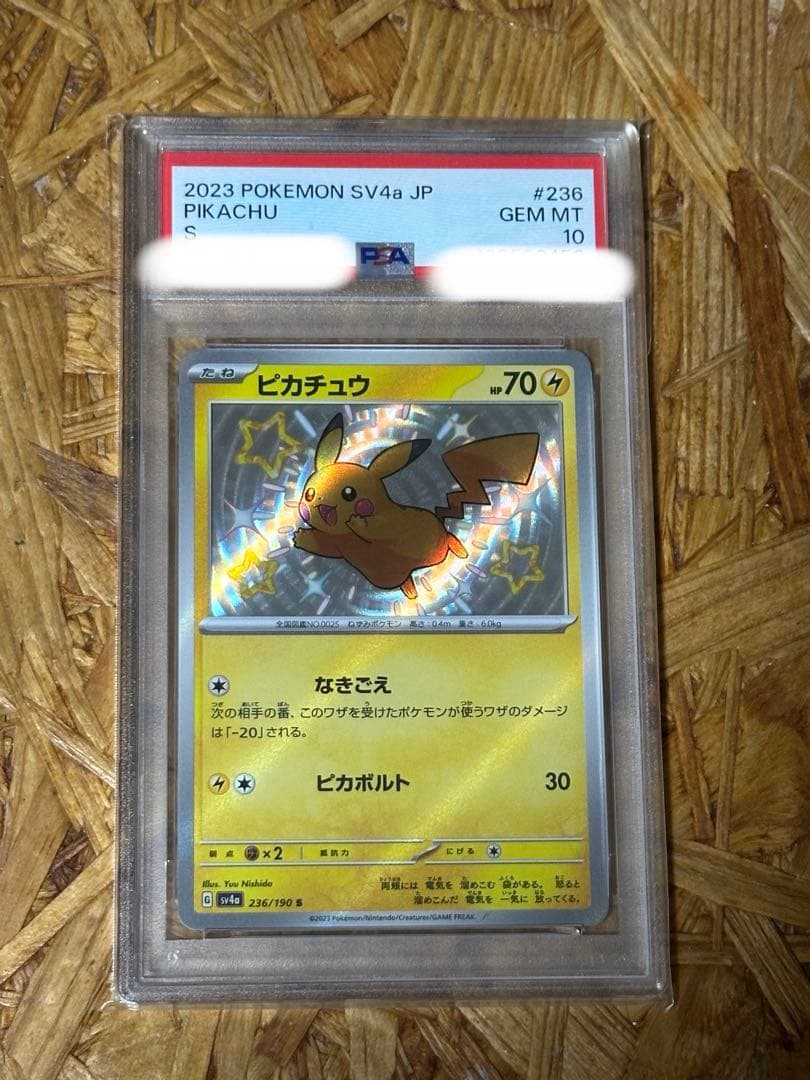 2023 POKEMON SV4a JP #236
PIKACHU GEM MT
S 10
PSA
たね ピカチュウ HP70
全国図鑑NO.0025 ねずみポケモン 高さ:0.4m 重さ:6.0kg
なきごえ
次の相手の番、このワザを受けたポケモンが使うワザのダメージ
は「-20」される。
ピカボルト 30
弱点 ×2 抵抗力 にげる
Illus. Yuu Nishida
両頬には 電気を 溜めこむ 袋がある。 怒ると
溜めこんだ 電気を 一気に 放ってくる。
G SV4a 236/190 S
©2023 Pokémon/Nintendo/Creatures/GAME FREAK.